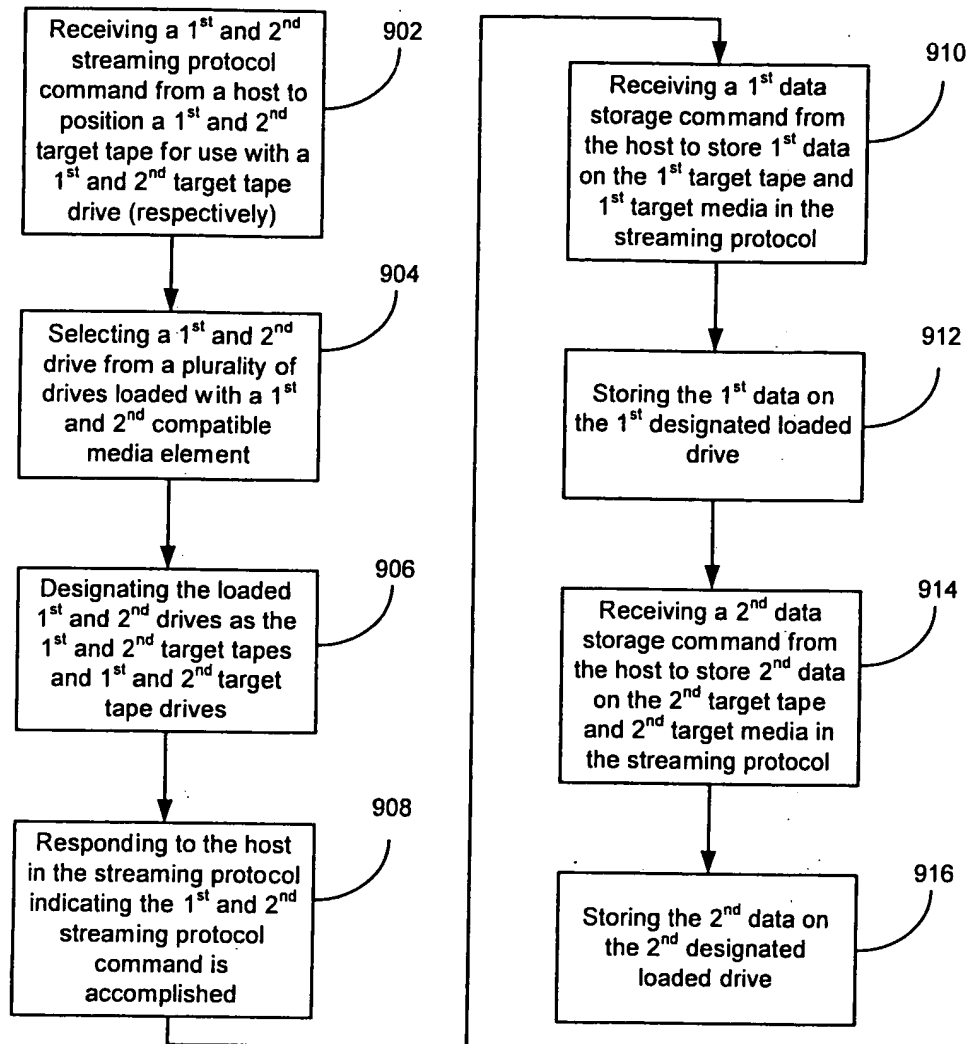 Receiving a 1st and 2nd
streaming protocol
command from a host to
position a 1st and 2nd
target tape for use with a
1st and 2nd target tape
drive (respectively)
902
Selecting a 1st and 2nd
drive from a plurality of
drives loaded with a 1st
and 2nd compatible
media element
904
Designating the loaded
1st and 2nd drives as the
1st and 2nd target tapes
and 1st and 2nd target
tape drives
906
Responding to the host
in the streaming protocol
indicating the 1st and 2nd
streaming protocol
command is
accomplished
908
Receiving a 1st data
storage command from
the host to store 1st data
on the 1st target tape and
1st target media in the
streaming protocol
910
Storing the 1st data on
the 1st designated loaded
drive
912
Receiving a 2nd data
storage command from
the host to store 2nd data
on the 2nd target tape
and 2nd target media in
the streaming protocol
914
Storing the 2nd data on
the 2nd designated
loaded drive
916